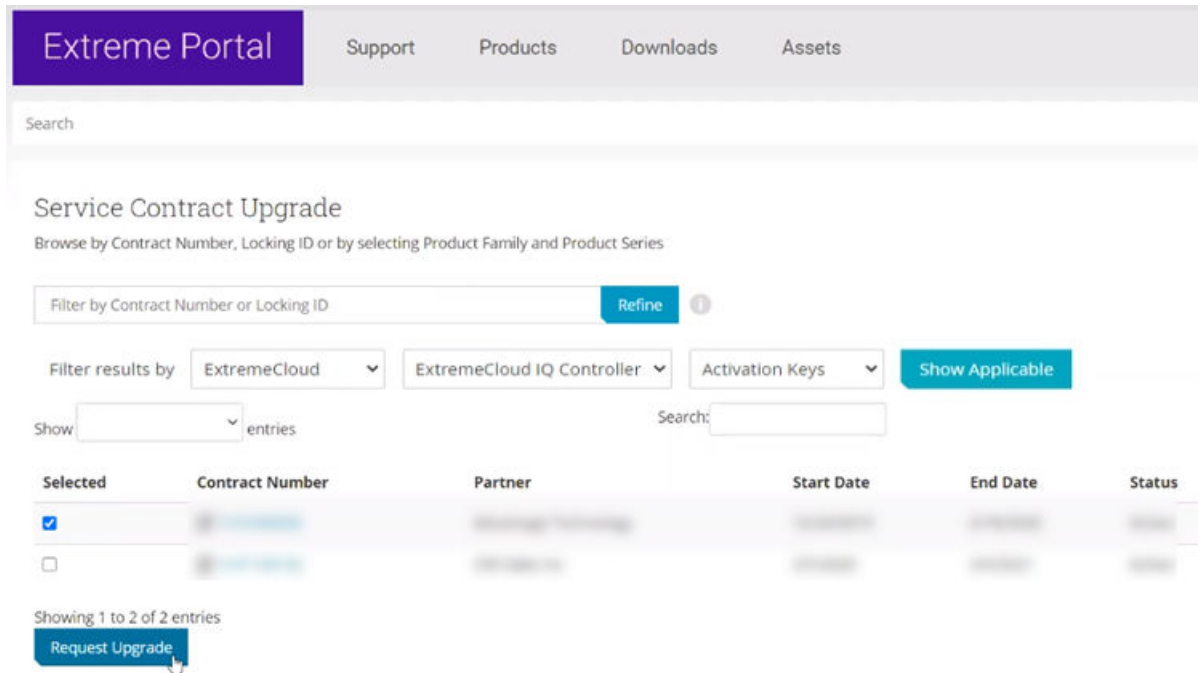 Extreme Portal Support Products Downloads Assets
Search
Service Contract Upgrade
Browse by Contract Number, Locking ID or by selecting Product Family and Product Series
Filter by Contract Number or Locking ID Refine
Filter results by ExtremeCloud ExtremeCloud IQ Controller Activation Keys Show Applicable
Show entries Search:
Selected Contract Number Partner Start Date End Date Status
Showing 1 to 2 of 2 entries
Request Upgrade